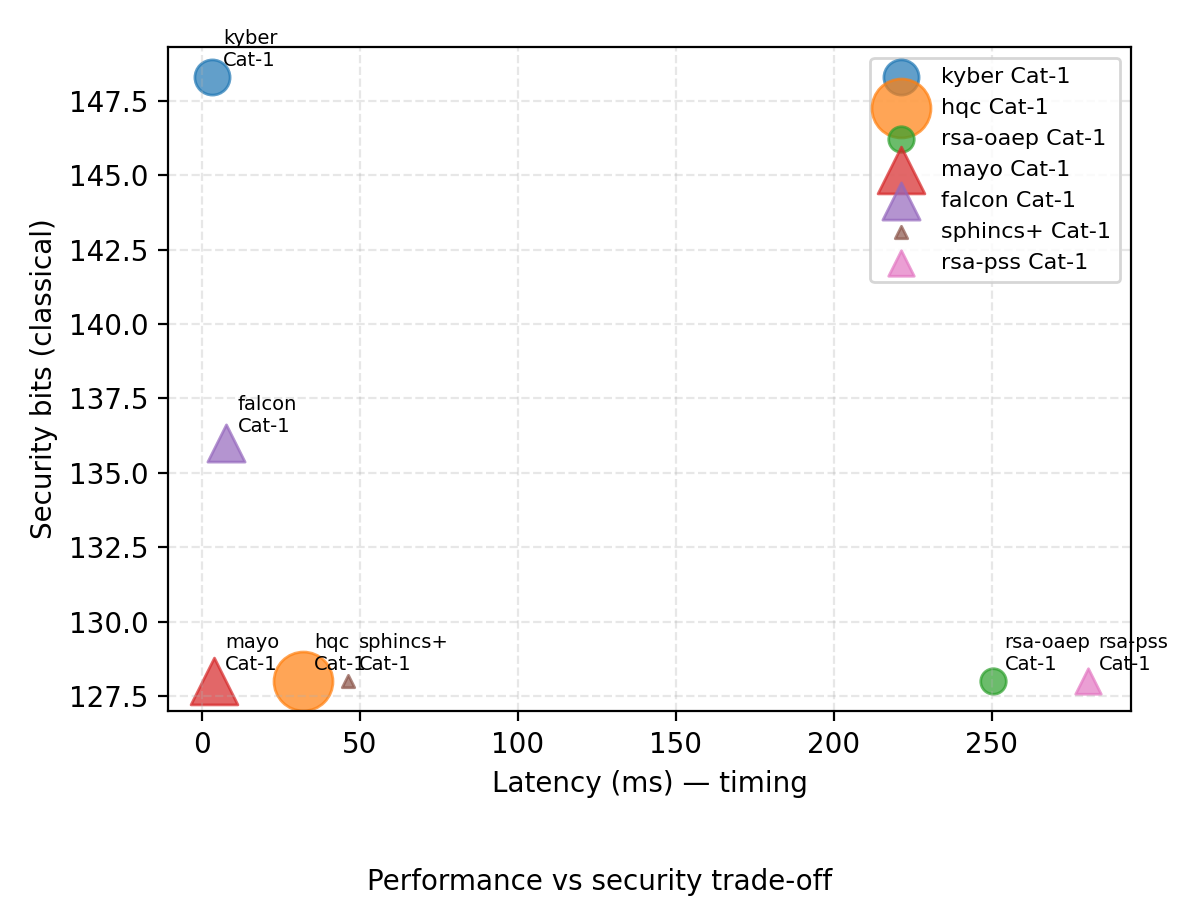 kyber
Cat-1
kyber Cat-1
hqc Cat-1
rsa-oaep Cat-1
mayo Cat-1
falcon Cat-1
sphincs+ Cat-1
rsa-pss Cat-1
falcon
Cat-1
mayo
Cat-1
hqc
Cat-1
sphincs+
Cat-1
rsa-oaep
Cat-1
rsa-pss
Cat-1
147.5
145.0
142.5
140.0
137.5
135.0
132.5
130.0
127.5
Security bits (classical)
0 50 100 150 200 250
Latency (ms) — timing
Performance vs security trade-off